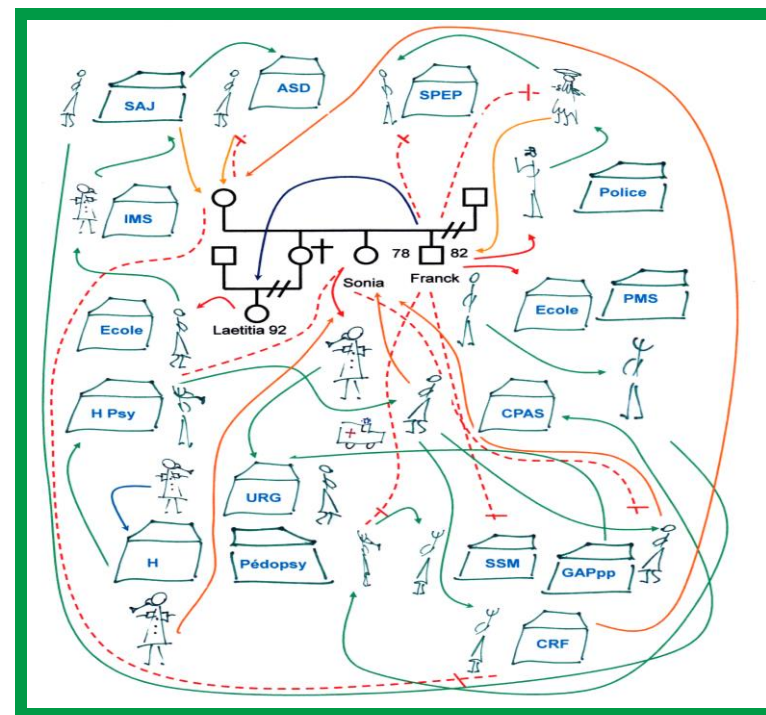 SAJ
ASD
SPEP
Police
IMS
78
82
Sonia
Franck
Ecole
Laetitia 92
Ecole
PMS
H Psy
CPAS
URG
H
Pédopsy
SSM
GAPpp
CRF